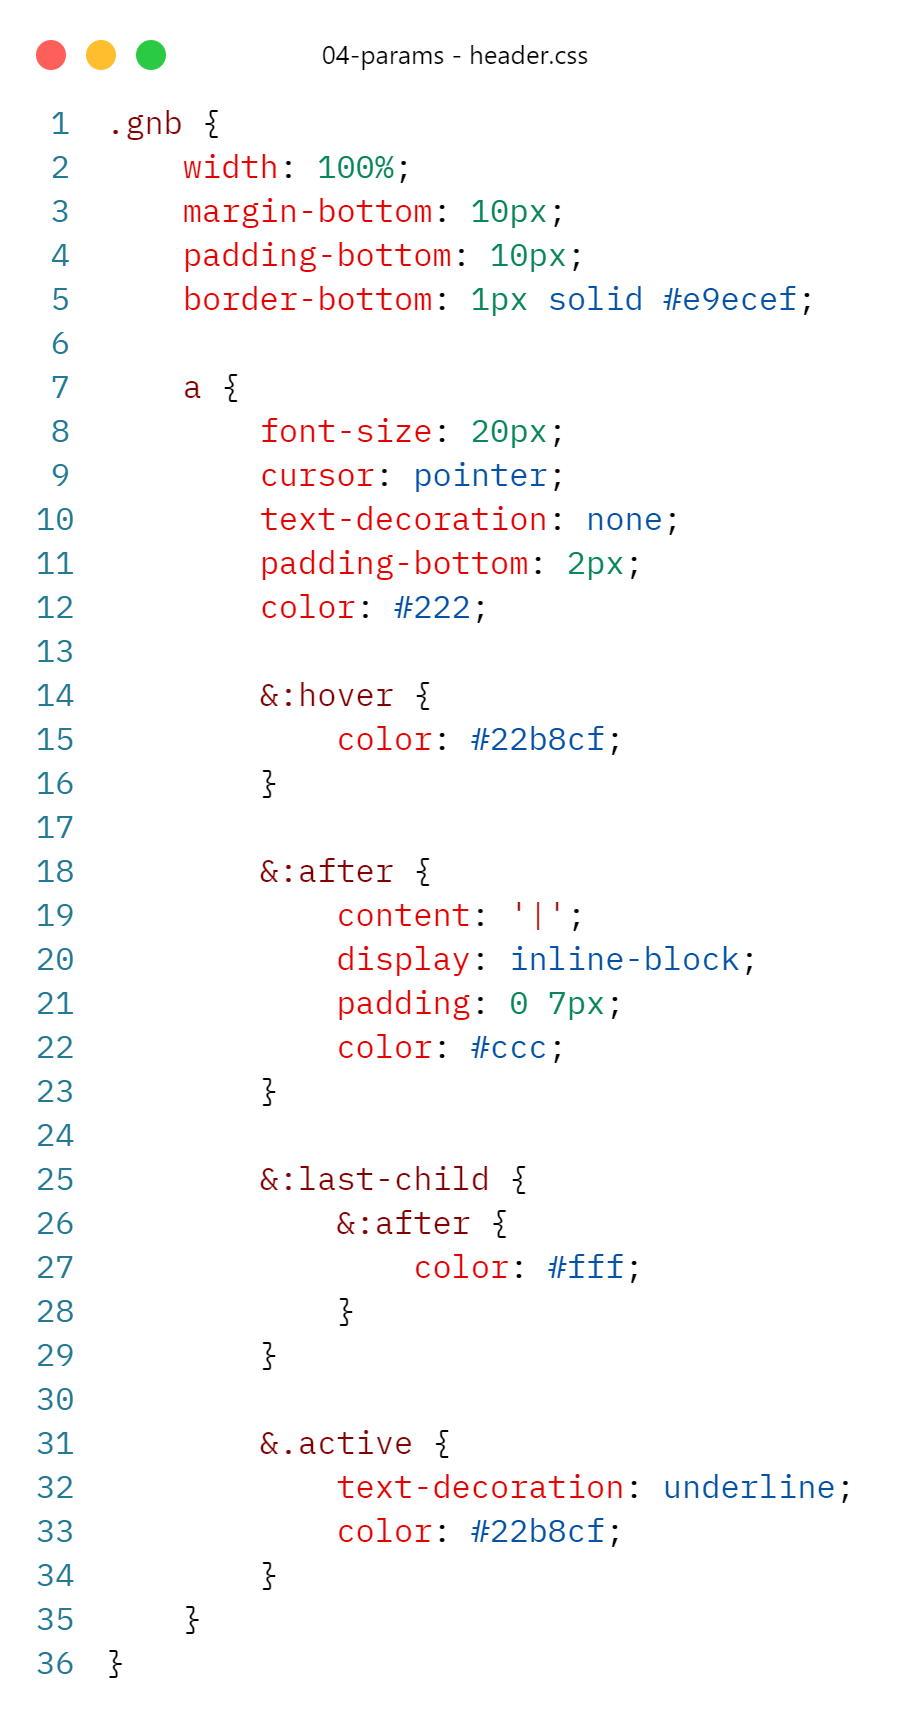 04-params - header.css
1 .gnb {
2     width: 100%;
3     margin-bottom: 10px;
4     padding-bottom: 10px;
5     border-bottom: 1px solid #e9ecef;
6
7     a {
8         font-size: 20px;
9         cursor: pointer;
10         text-decoration: none;
11         padding-bottom: 2px;
12         color: #222;
13
14         &:hover {
15             color: #22b8cf;
16         }
17
18         &:after {
19             content: '|';
20             display: inline-block;
21             padding: 0 7px;
22             color: #ccc;
23         }
24
25         &:last-child {
26             &:after {
27                 color: #fff;
28             }
29         }
30
31         &.active {
32             text-decoration: underline;
33             color: #22b8cf;
34         }
35     }
36 }